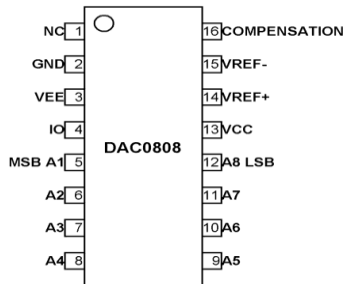 NC 1 16 COMPENSATION
GND 2 15 VREF-
VEE 3 14 VREF+
IO 4 13 VCC
DAC0808
MSB A1 5 12 A8 LSB
A2 6 11 A7
A3 7 10 A6
A4 8 9 A5